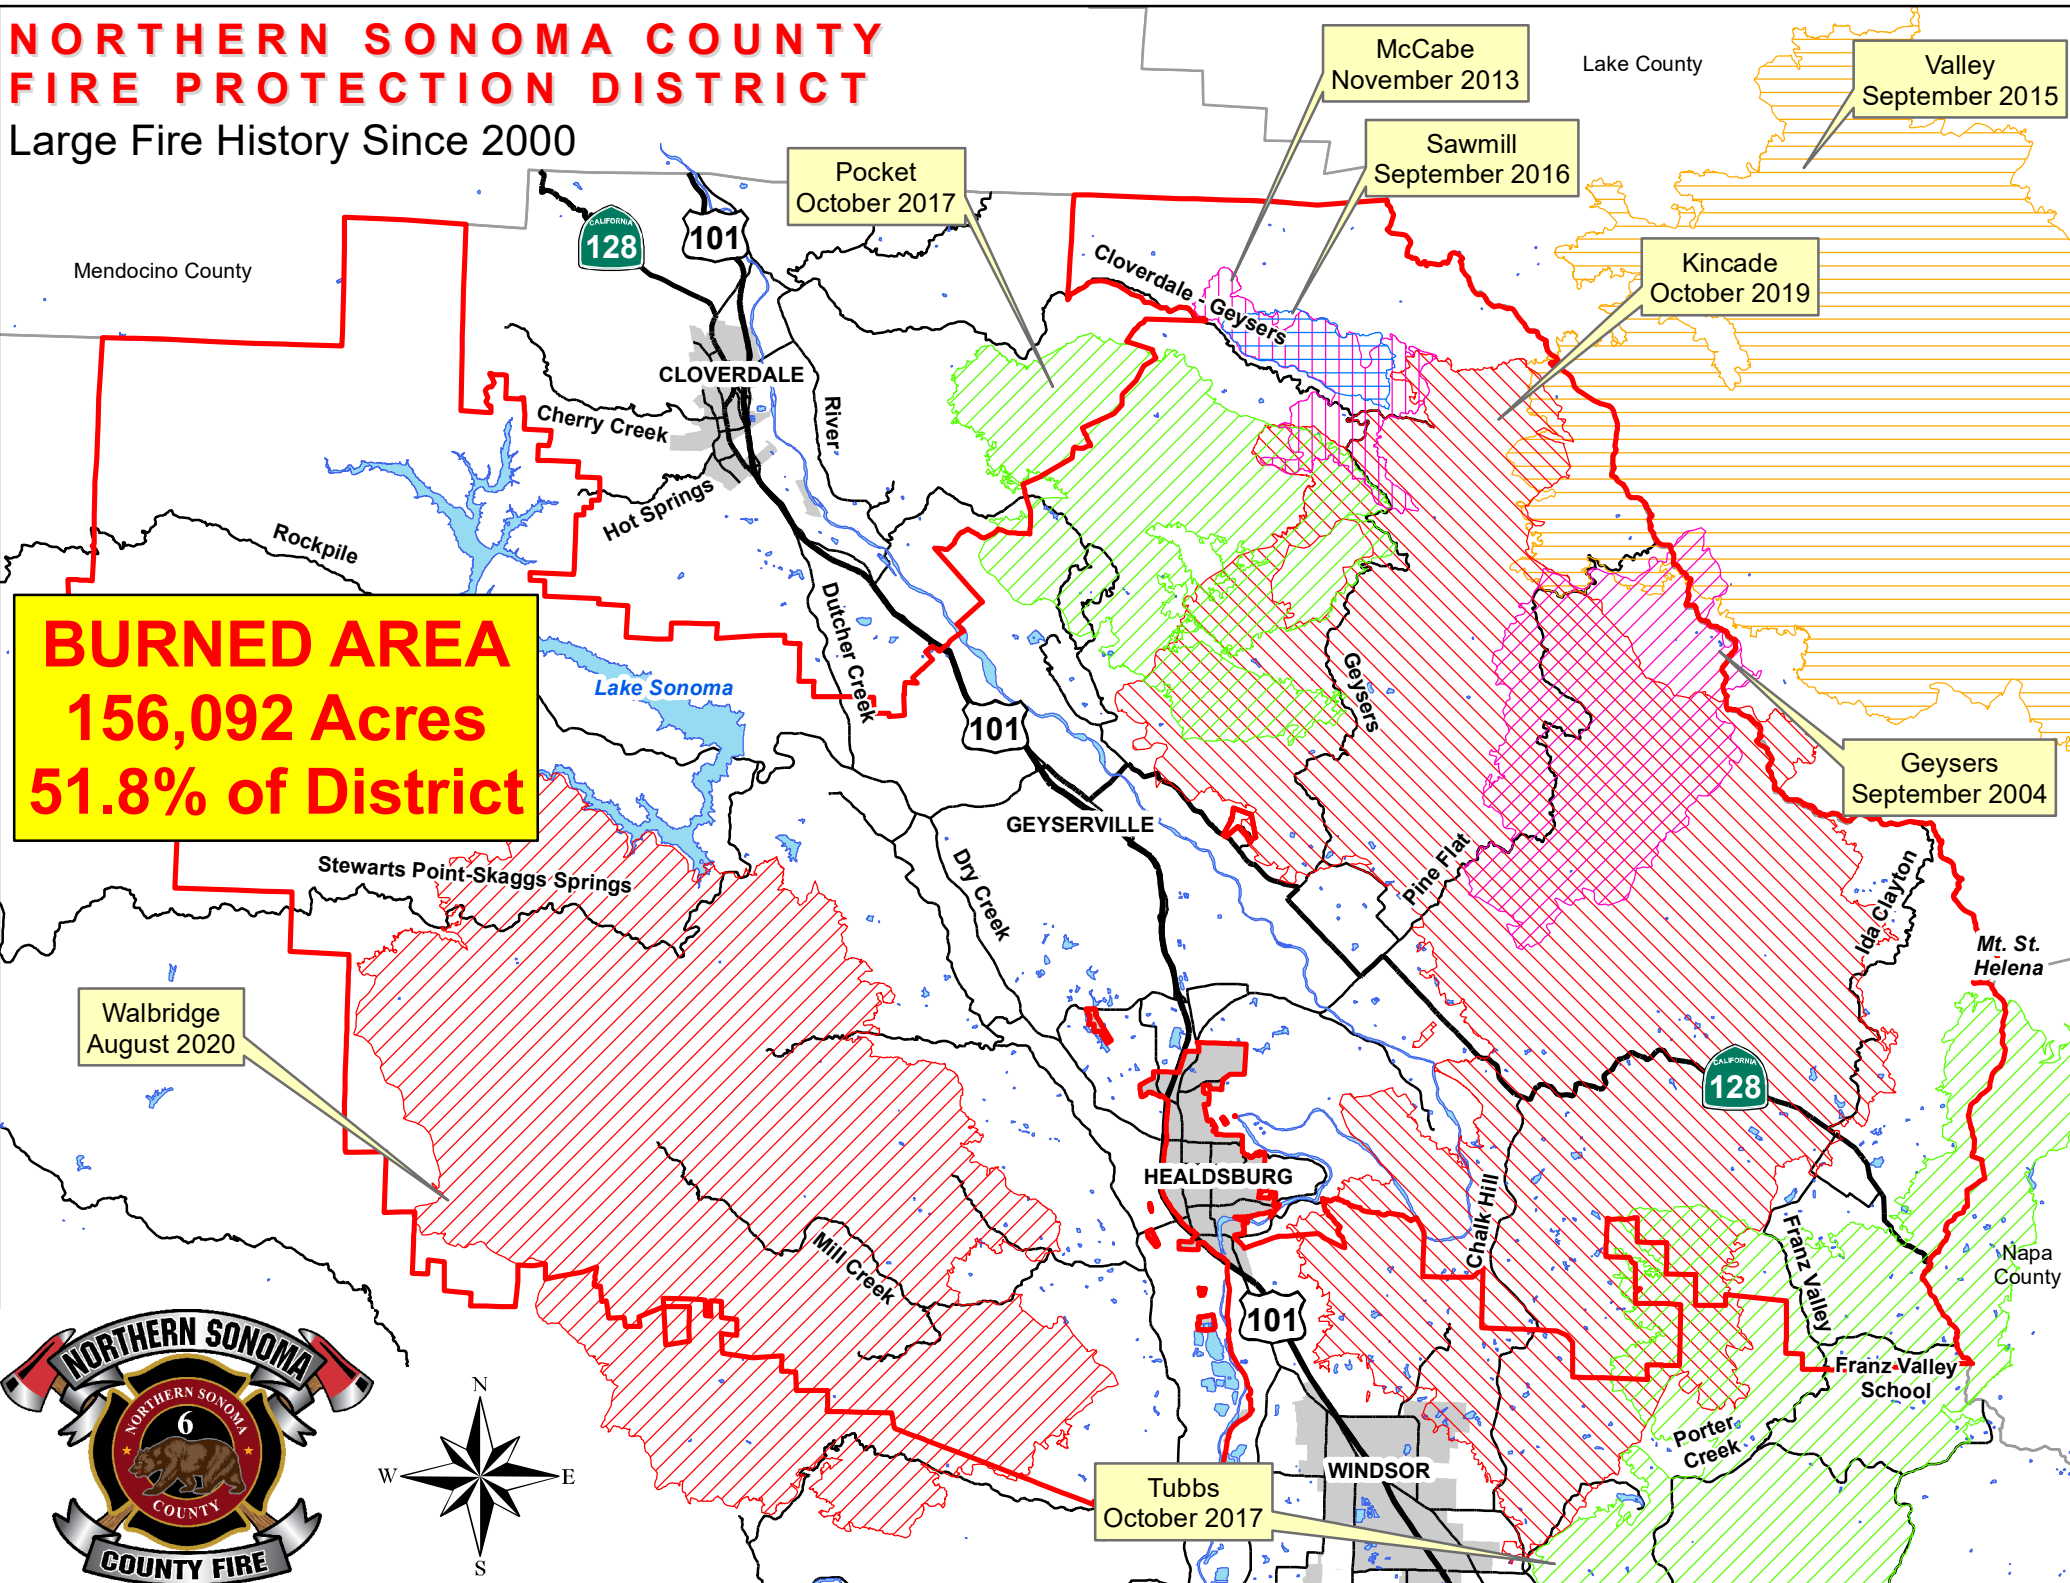 NORTHERN SONOMA COUNTY
FIRE PROTECTION DISTRICT
Large Fire History Since 2000
McCabe
November 2013
Lake County
Valley
September 2015
Sawmill
September 2016
Pocket
October 2017
CALIFORNIA
128
101
Mendocino County
Cloverdale - Geysers
Kincade
October 2019
CLOVERDALE
Cherry Creek
River
Hot Springs
Rockpile
Dutcher Creek
BURNED AREA
156,092 Acres
51.8% of District
Lake Sonoma
Geysers
101
Geysers
September 2004
GEYSERVILLE
Stewarts Point-Skaggs Springs
Dry Creek
Pine Flat
Ida Clayton
Mt. St.
Helena
Walbridge
August 2020
CALIFORNIA
128
HEALDSBURG
Chalk Hill
Mill Creek
Franz Valley
Napa
County
101
Franz Valley
School
Porter
Creek
WINDSOR
Tubbs
October 2017
NORTHERN SONOMA
NORTHERN SONOMA
6
COUNTY
COUNTY FIRE
N
W
E
S